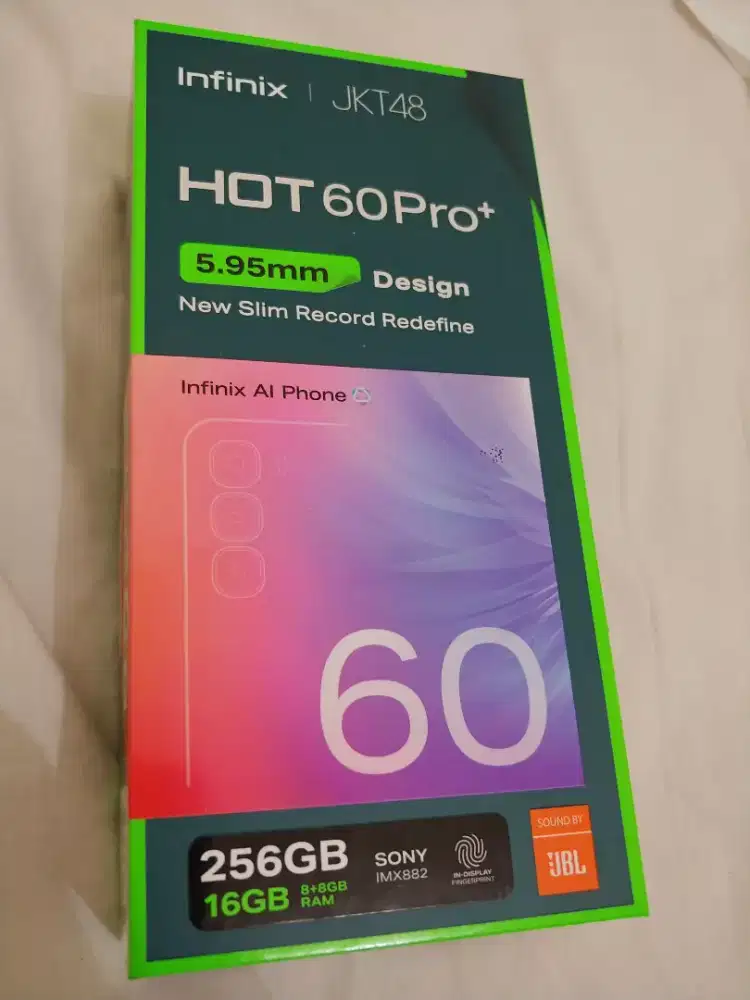 Infinix | JKT48
HOT 60 Pro+
5.95mm Design
New Slim Record Redefine
Infinix AI Phone
60
256GB
16GB 8+8GB RAM
SONY
IMX882
IN-DISPLAY
FINGERPRINT
SOUND BY
JBL